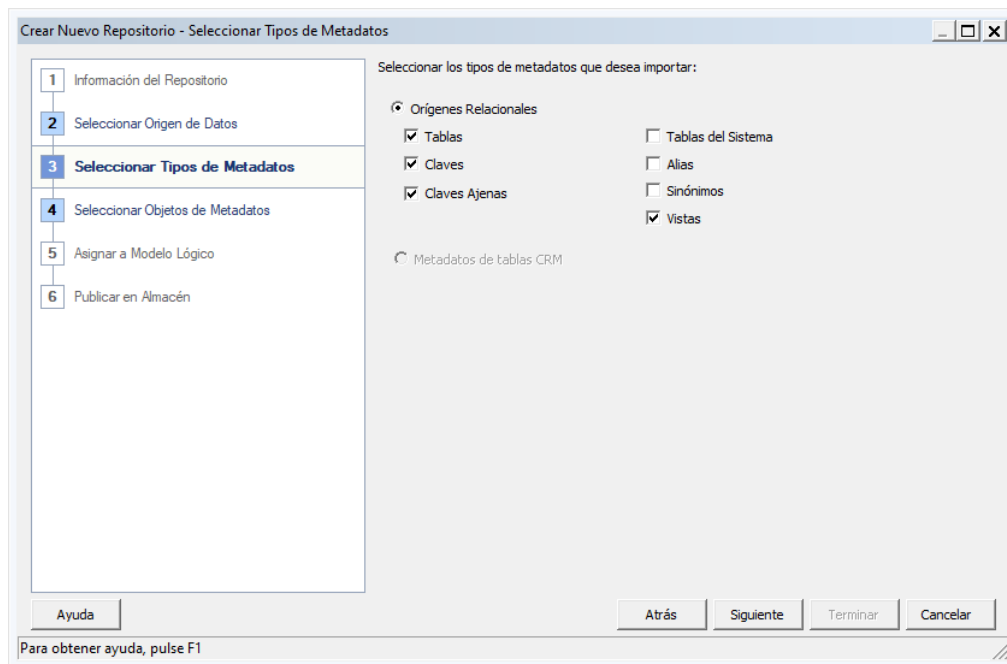 Crear Nuevo Repositorio - Seleccionar Tipos de Metadatos
1 Información del Repositorio
2 Seleccionar Origen de Datos
3 Seleccionar Tipos de Metadatos
4 Seleccionar Objetos de Metadatos
5 Asignar a Modelo Lógico
6 Publicar en Almacén
Seleccionar los tipos de metadatos que desea importar:
Orígenes Relacionales
Tablas
Tablas del Sistema
Claves
Alias
Claves Ajenas
Sinónimos
Vistas
Metadatos de tablas CRM
Ayuda
Atrás
Siguiente
Terminar
Cancelar
Para obtener ayuda, pulse F1